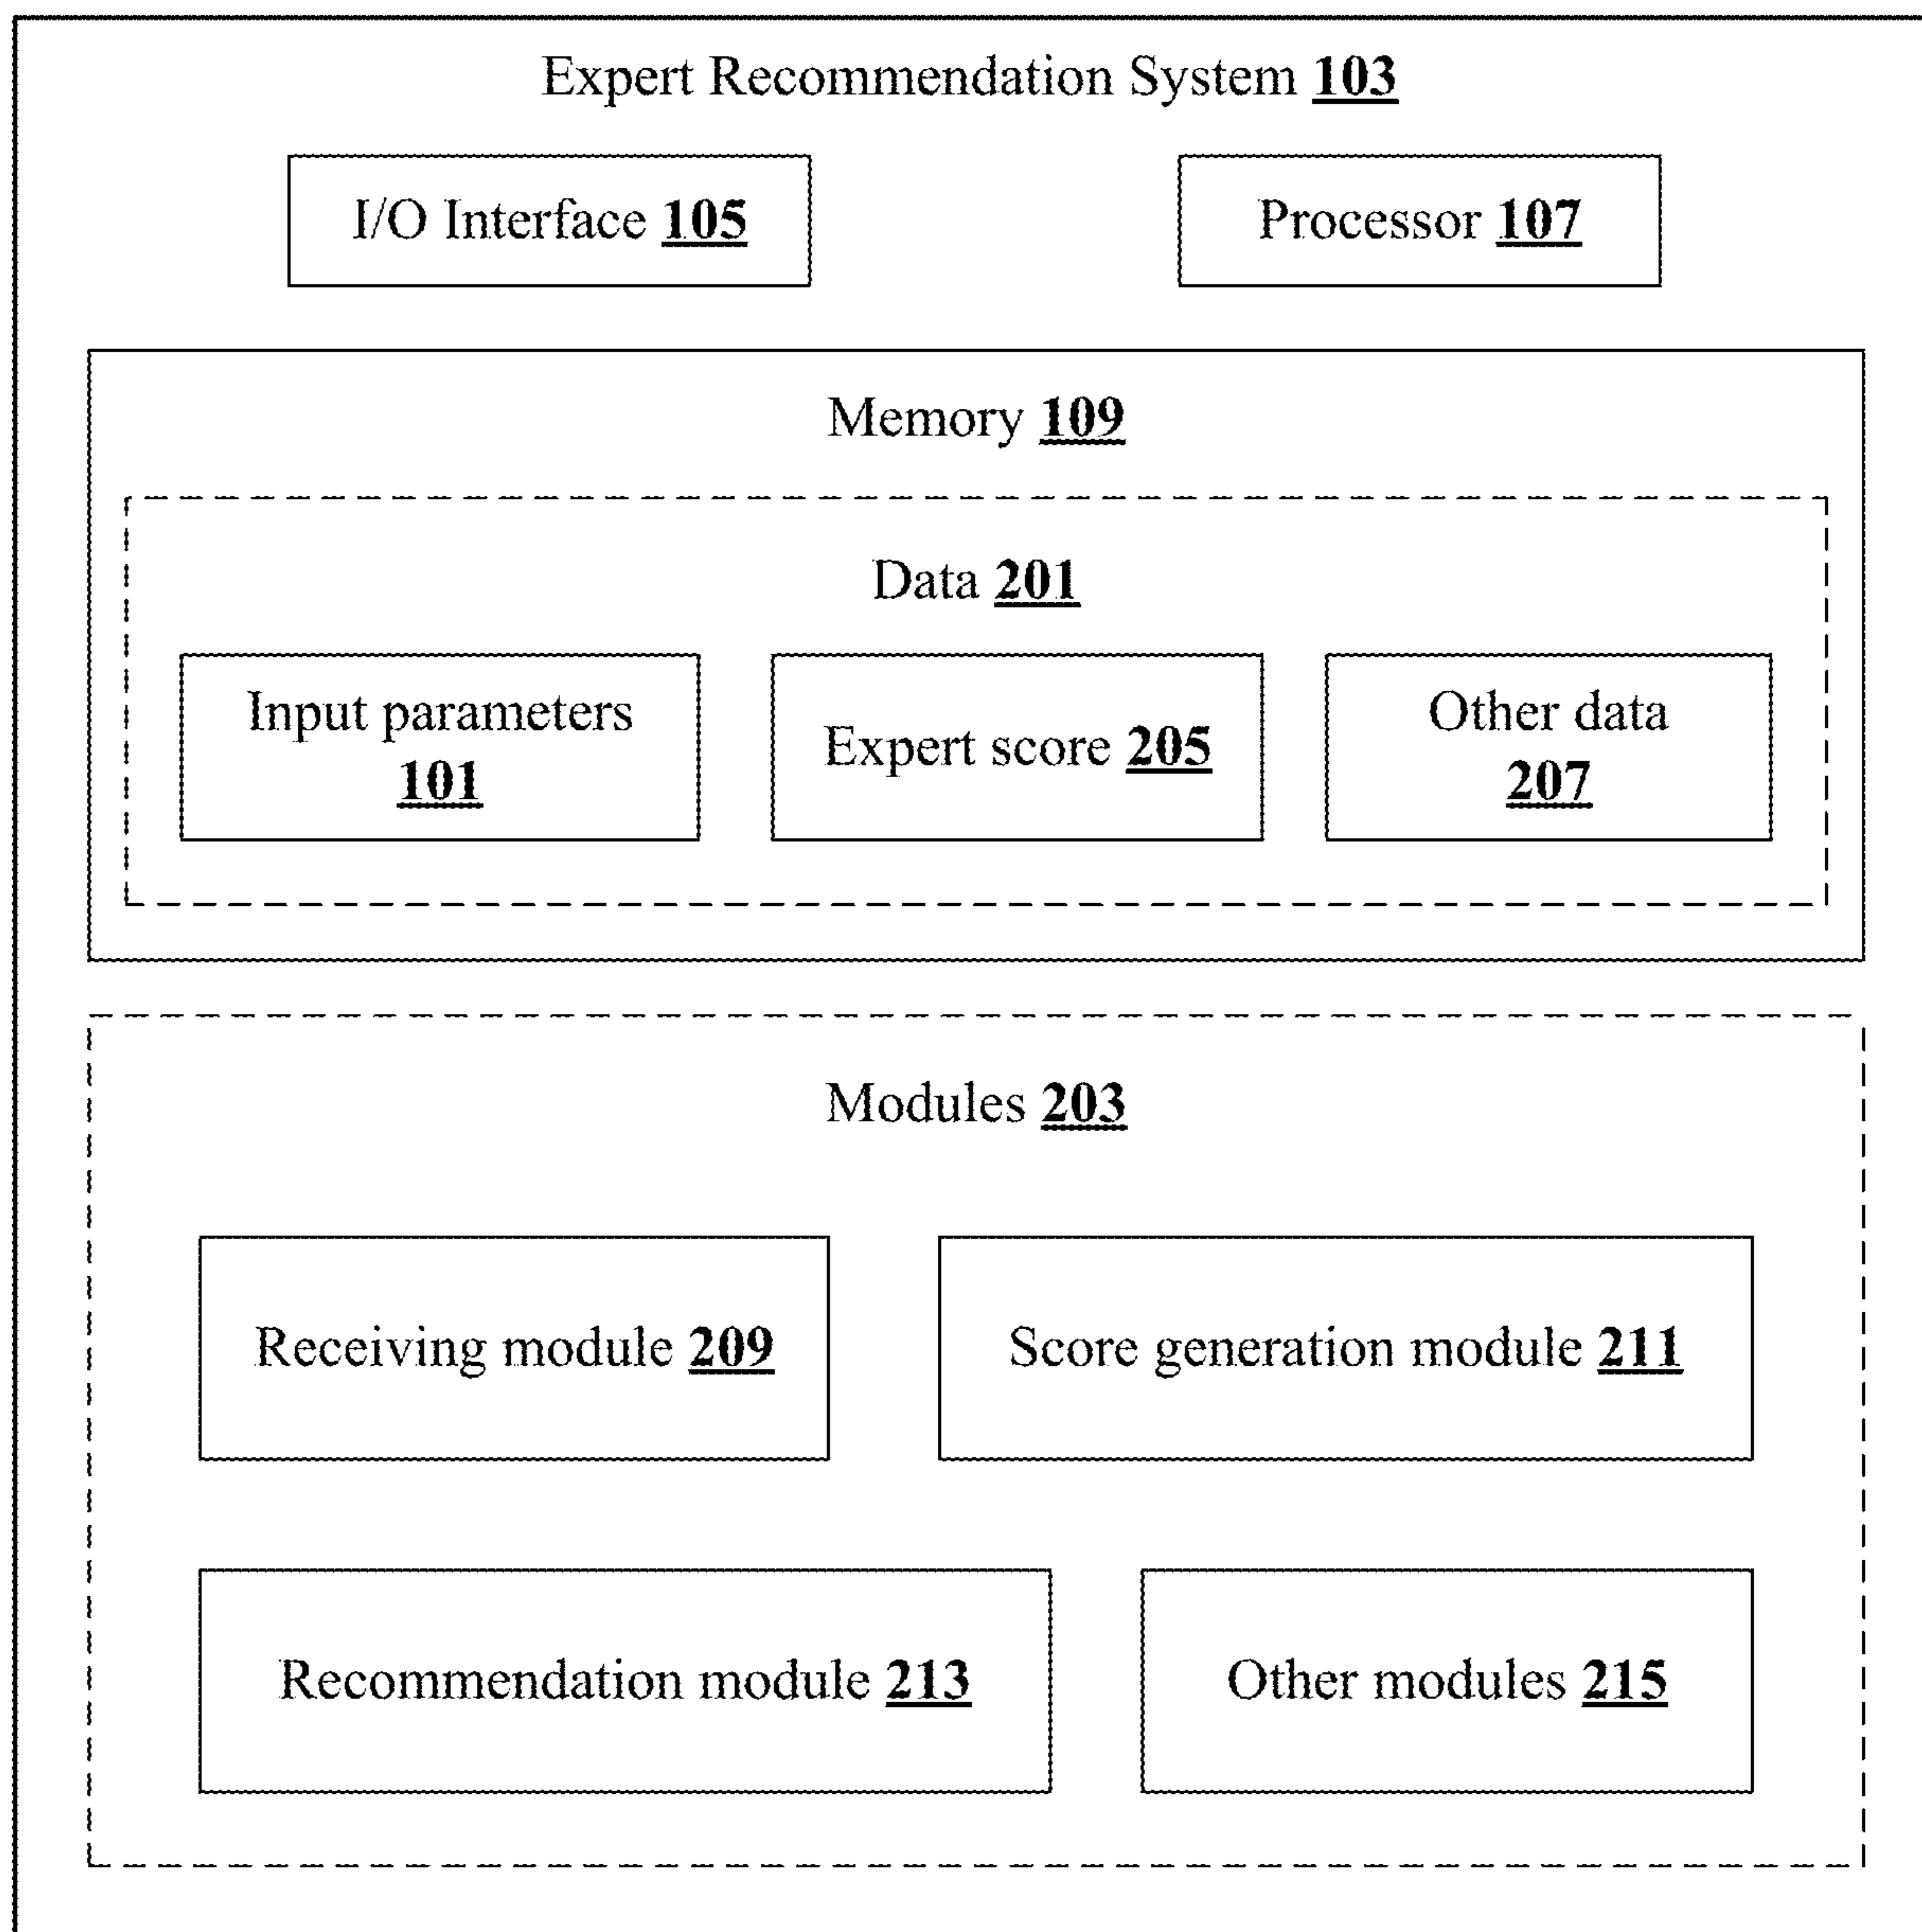 Expert Recommendation System 103
I/O Interface 105
Processor 107
Memory 109
Data 201
Input parameters
101
Expert score 205
Other data
207
Modules 203
Receiving module 209
Score generation module 211
Recommendation module 213
Other modules 215